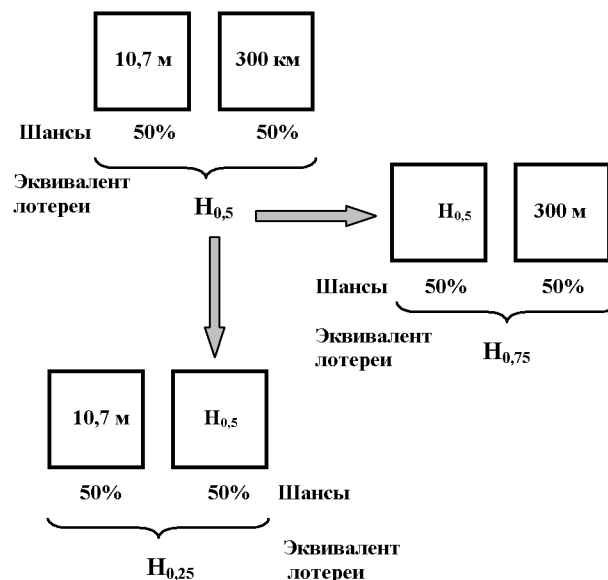 10,7 м 300 км
Шансы 50% 50%
Эквивалент
лотереи
H0,5
H0,5 300 м
Шансы 50% 50%
Эквивалент
лотереи
H0,75
10,7 м H0,5
50% 50% Шансы
H0,25
Эквивалент
лотереи